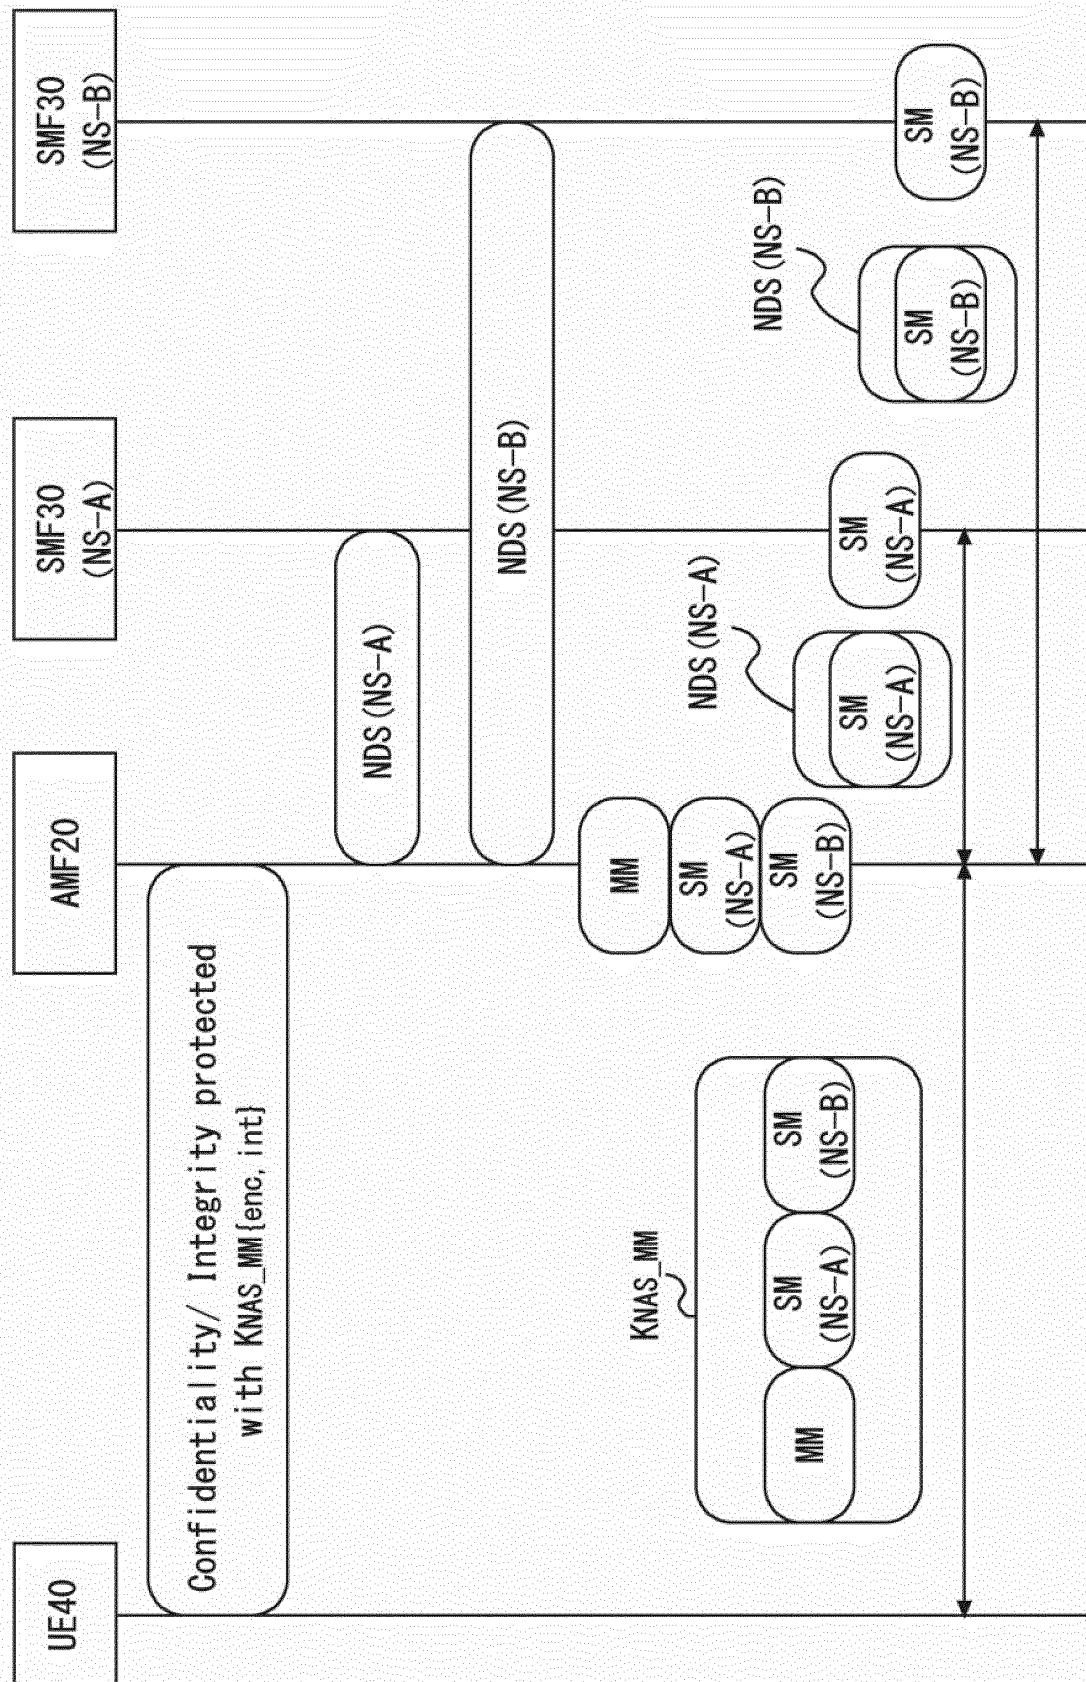 UE40
AMF20
SMF30
(NS-A)
SMF30
(NS-B)
Confidentiality/ Integrity protected
with KNAS_MM{enc, int}
NDS(NS-A)
NDS(NS-B)
MM
SM
(NS-A)
SM
(NS-B)
KNAS_MM
MM
SM
(NS-A)
SM
(NS-B)
NDS(NS-A)
SM
(NS-A)
SM
(NS-A)
NDS(NS-B)
SM
(NS-B)
SM
(NS-B)